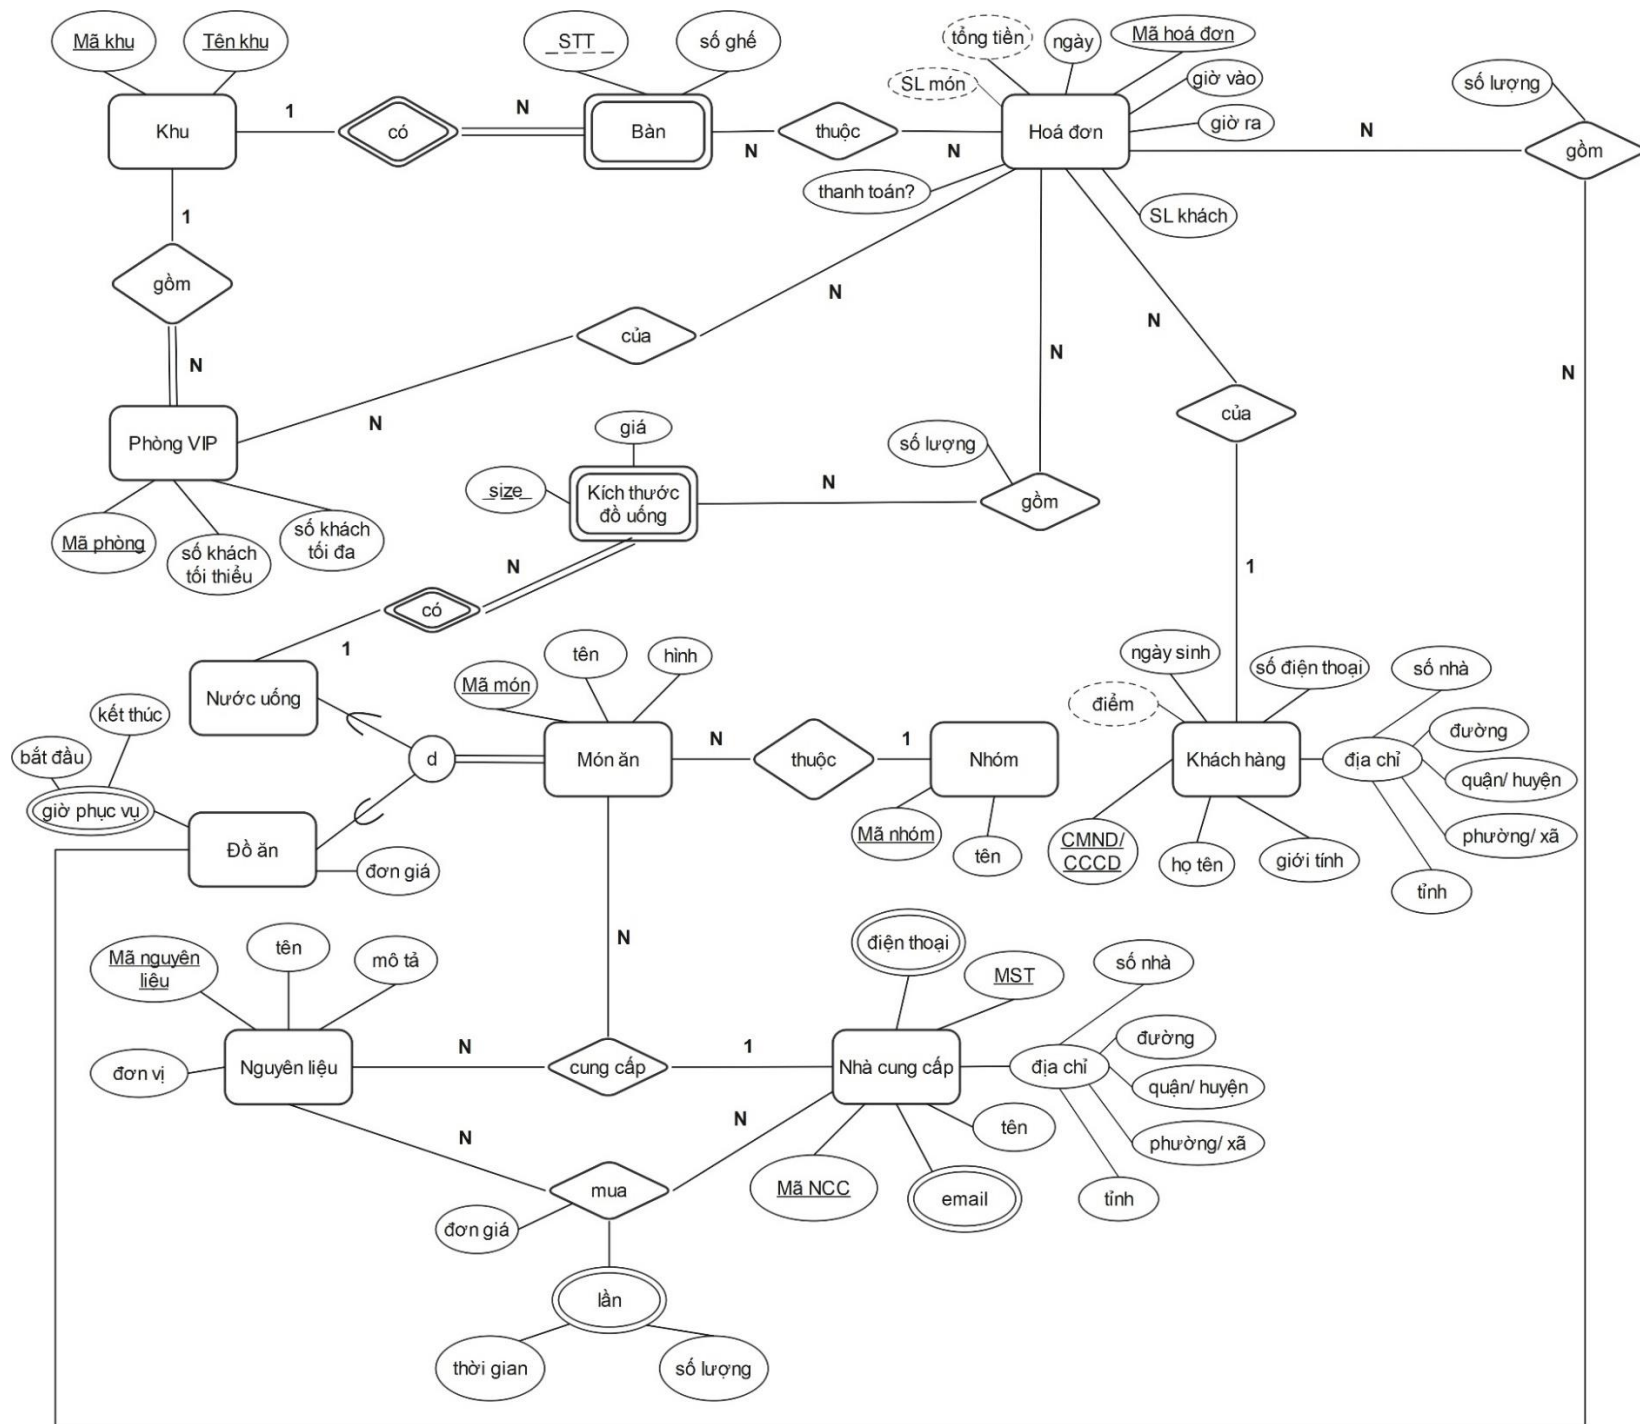 Mã khu
Tên khu
STT
số ghế
tổng tiền
ngày
Mã hoá đơn
SL món
giờ vào
số lượng
Khu
1
có
N
Bàn
N
thuộc
N
Hoá đơn
giờ ra
N
gồm
thanh toán?
SL khách
1
gồm
N
của
N
N
N
N
N
Phòng VIP
N
của
giá
số lượng
size
Kích thước
đồ uống
N
gồm
Mã phòng
số khách
tối thiểu
số khách
tối đa
N
1
có
1
tên
hình
ngày sinh
số điện thoại
số nhà
Nước uống
Mã món
điểm
kết thúc
đường
bắt đầu
d
Món ăn
N
thuộc
1
Nhóm
Khách hàng
địa chỉ
quận/ huyện
giờ phục vụ
Đồ ăn
đơn giá
Mã nhóm
tên
CMND/
CCCD
họ tên
giới tính
phường/ xã
tỉnh
N
điện thoại
Mã nguyên
liệu
tên
mô tả
MST
số nhà
đơn vị
Nguyên liệu
N
cung cấp
1
Nhà cung cấp
địa chỉ
đường
quận/ huyện
N
N
tên
phường/ xã
mua
Mã NCC
email
tỉnh
đơn giá
lần
thời gian
số lượng